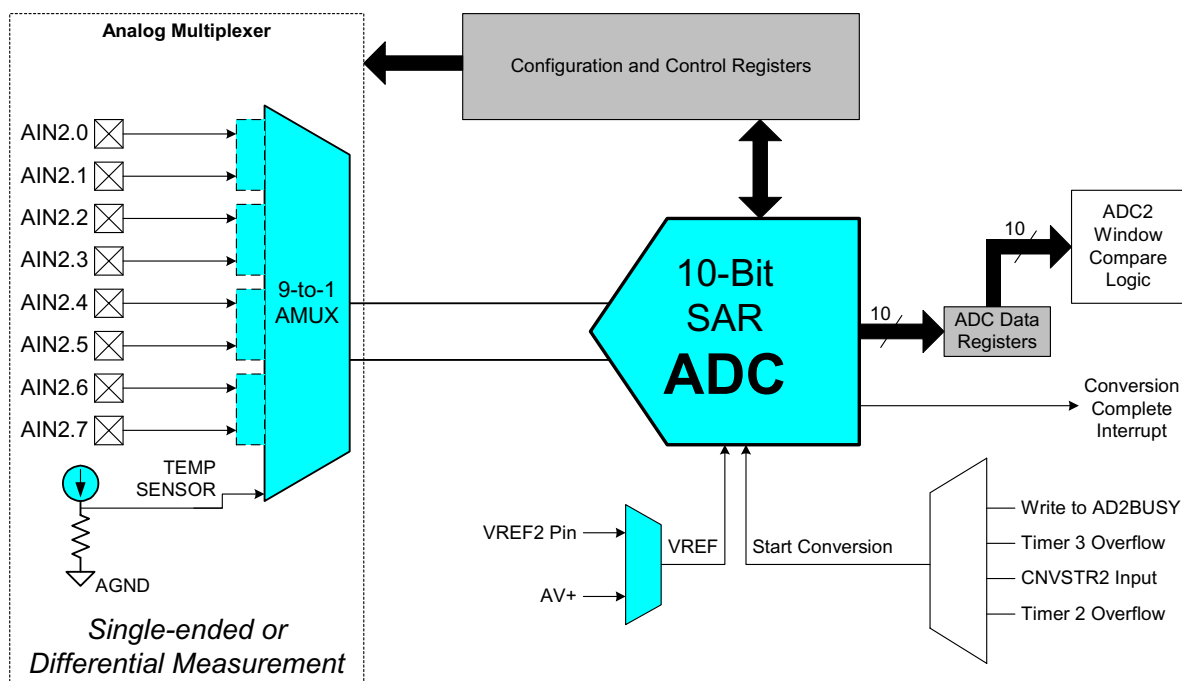 Analog Multiplexer
Configuration and Control Registers
AIN2.0
AIN2.1
AIN2.2
AIN2.3
AIN2.4
AIN2.5
AIN2.6
AIN2.7
9-to-1
AMUX
TEMP
SENSOR
AGND
Single-ended or
Differential Measurement
10-Bit
SAR
ADC
10
ADC Data
Registers
10
ADC2
Window
Compare
Logic
Conversion
Complete
Interrupt
VREF2 Pin
AV+
VREF
Start Conversion
Write to AD2BUSY
Timer 3 Overflow
CNVSTR2 Input
Timer 2 Overflow